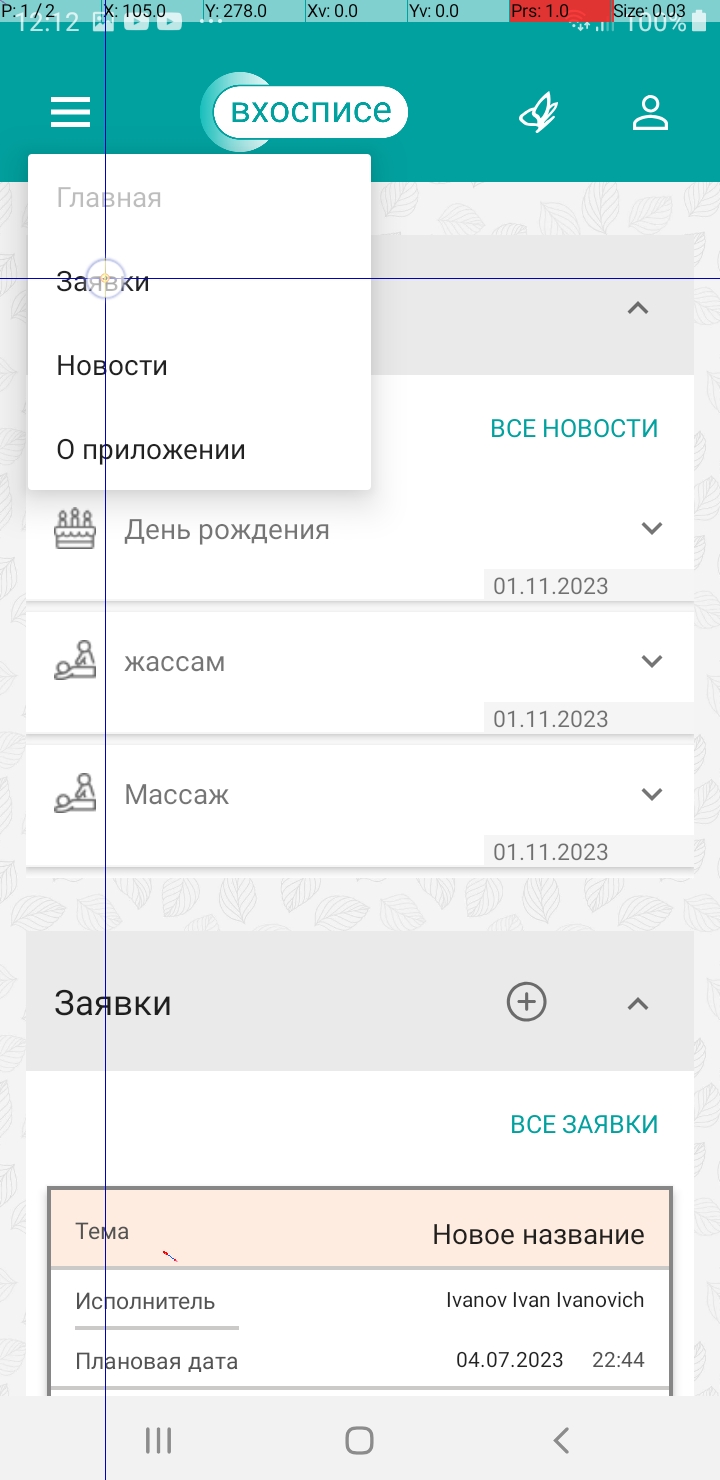 P: 1 / 2 X: 105.0 Y: 278.0 Xv: 0.0 Yv: 0.0 Prs: 1.0 Size: 0.03
12:12 100%
вхосписе
Главная
Заявки
Новости
О приложении
ВСЕ НОВОСТИ
День рождения
01.11.2023
жассам
01.11.2023
Массаж
01.11.2023
Заявки
ВСЕ ЗАЯВКИ
Тема Новое название
Исполнитель Ivanov Ivan Ivanovich
Плановая дата 04.07.2023 22:44